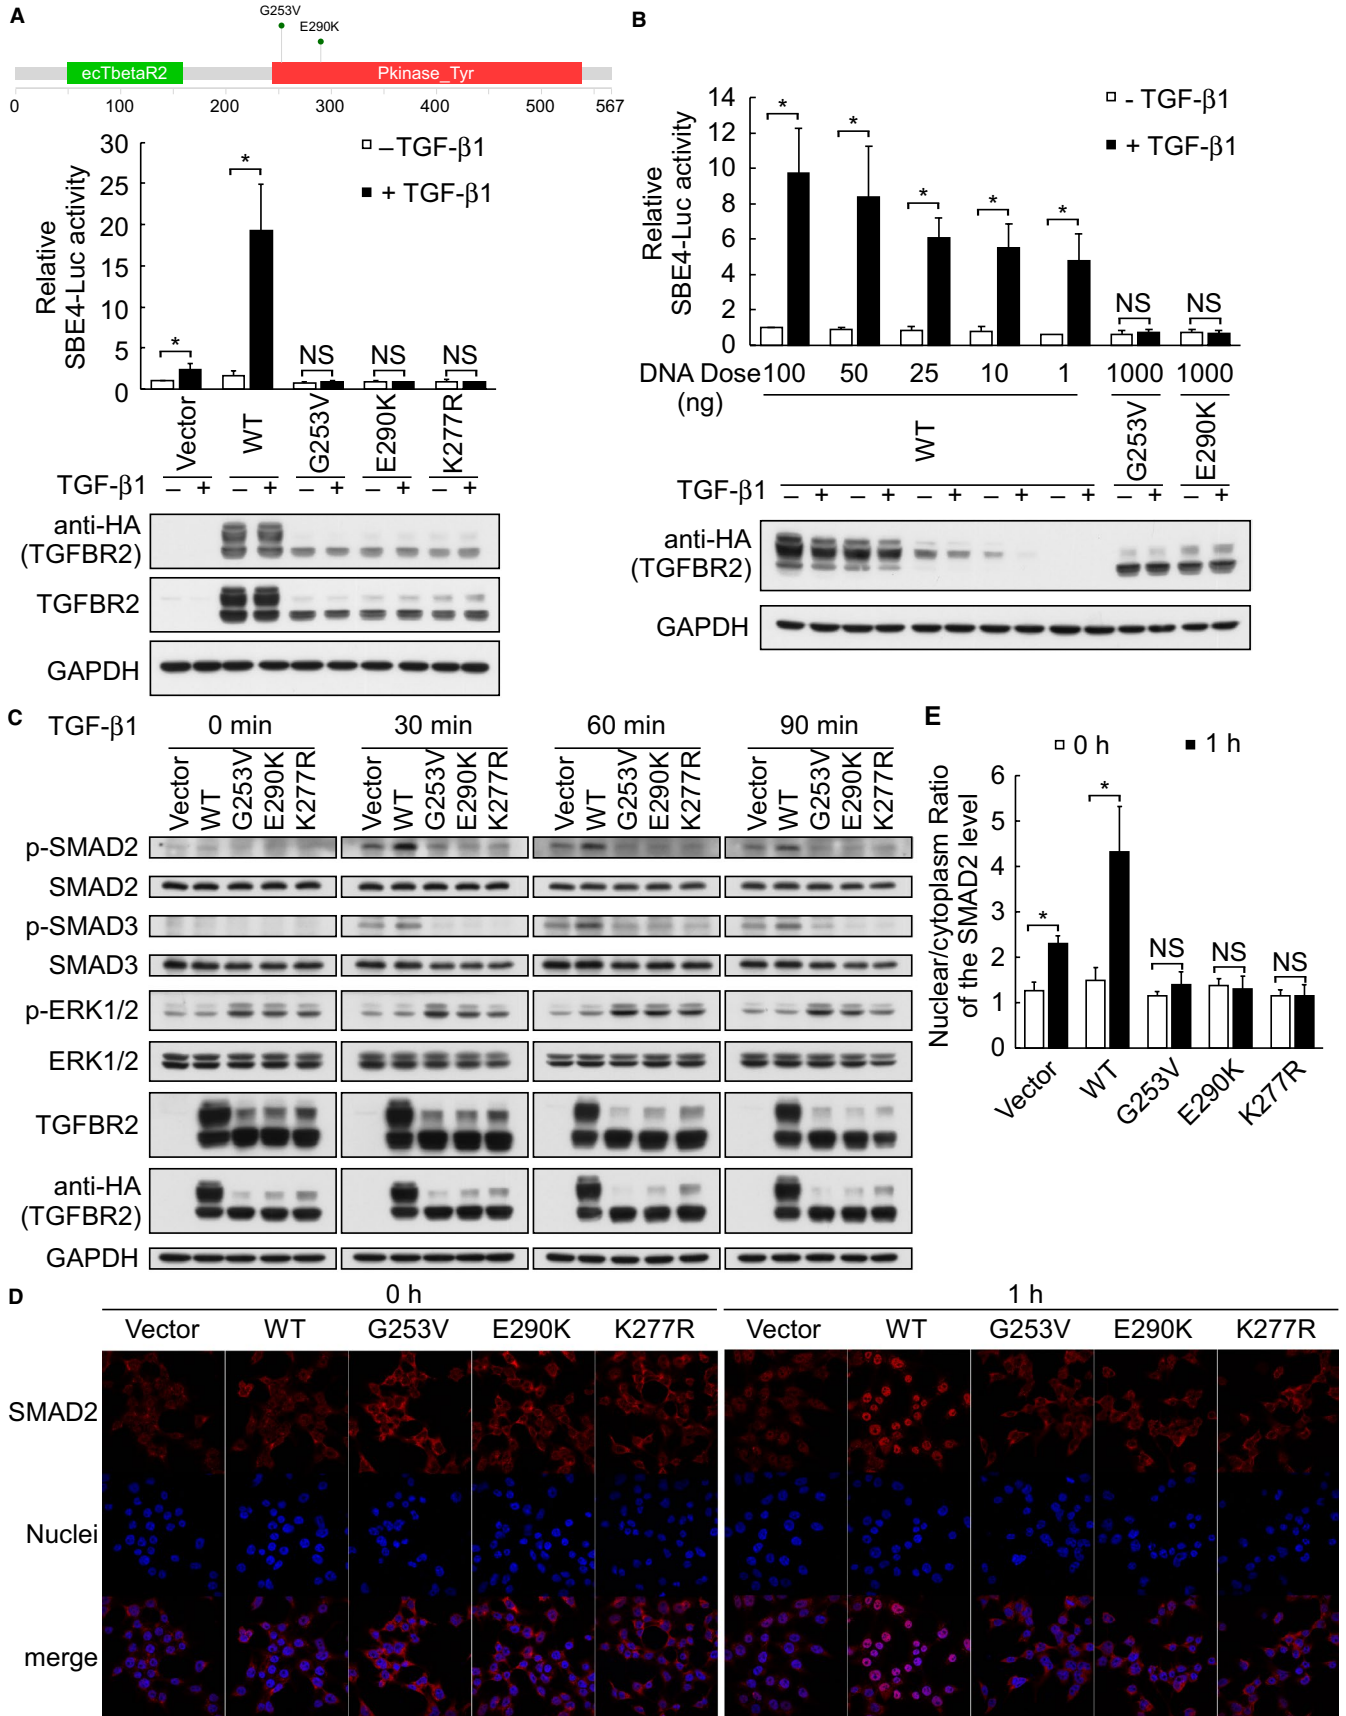 A
G253V
E290K
ecTbetaR2
Pkinase_Tyr
0 100 200 300 400 500 567
Relative
SBE4-Luc activity
30
25
20
15
10
5
0
– TGF-β1
+ TGF-β1
* * NS NS NS
Vector WT G253V E290K K277R
TGF-β1 – + – + – + – + – +
anti-HA
(TGFBR2)
TGFBR2
GAPDH
B
Relative
SBE4-Luc activity
14
12
10
8
6
4
2
0
- TGF-β1
+ TGF-β1
* * * * * NS NS
DNA Dose 100 50 25 10 1 1000 1000
(ng)
WT G253V E290K
TGF-β1 – + – + – + – + – + – + – +
anti-HA
(TGFBR2)
GAPDH
C
TGF-β1 0 min 30 min 60 min 90 min
Vector WT G253V E290K K277R Vector WT G253V E290K K277R Vector WT G253V E290K K277R Vector WT G253V E290K K277R
p-SMAD2
SMAD2
p-SMAD3
SMAD3
p-ERK1/2
ERK1/2
TGFBR2
anti-HA
(TGFBR2)
GAPDH
E
0 h 1 h
Nuclear/cytoplasm Ratio
of the SMAD2 level
6
5
4
3
2
1
0
* * NS NS NS
Vector WT G253V E290K K277R
D
0 h 1 h
Vector WT G253V E290K K277R Vector WT G253V E290K K277R
SMAD2
Nuclei
merge